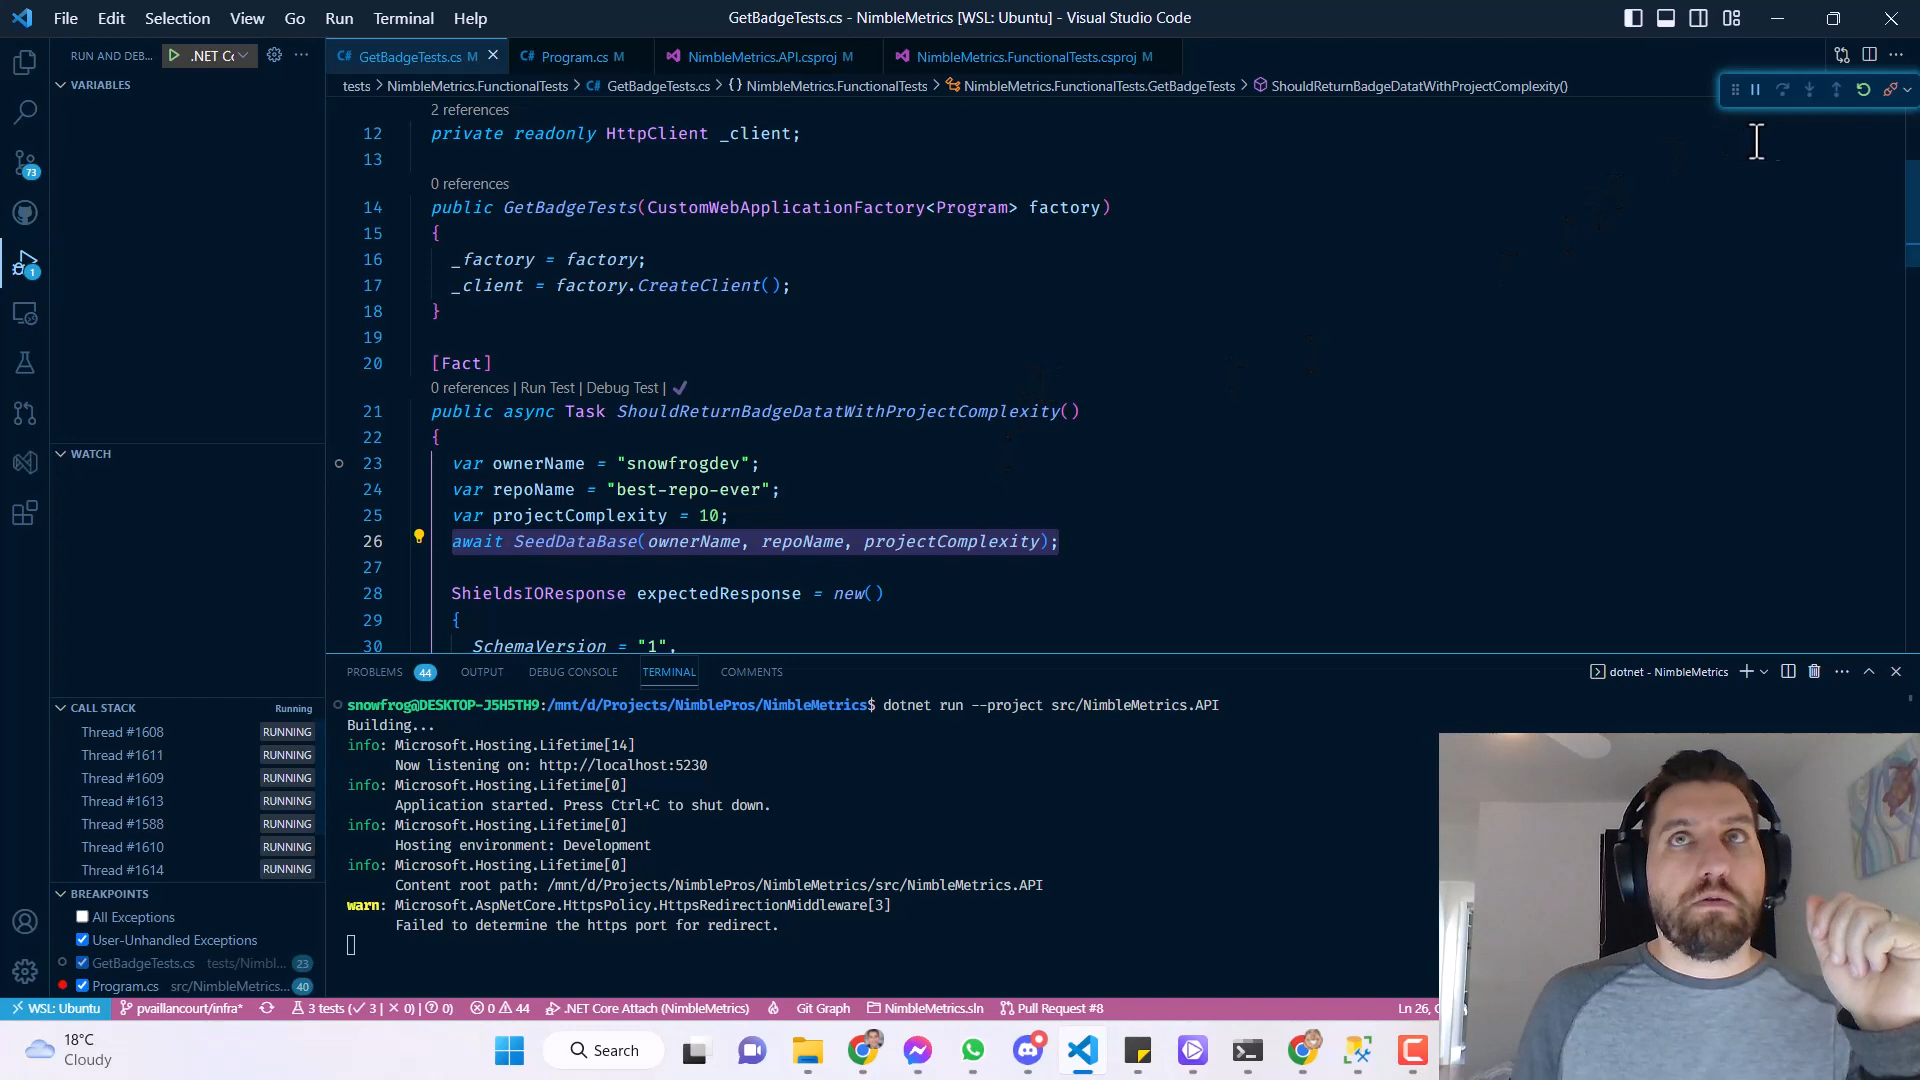 File Edit Selection View Go Run Terminal Help
GetBadgeTests.cs - NimbleMetrics [WSL: Ubuntu] - Visual Studio Code
RUN AND DEB... .NET Cc
GetBadgeTests.cs M
Program.cs M
NimbleMetrics.API.csproj M
NimbleMetrics.FunctionalTests.csproj M
tests > NimbleMetrics.FunctionalTests > GetBadgeTests.cs > {} NimbleMetrics.FunctionalTests > NimbleMetrics.FunctionalTests.GetBadgeTests > ShouldReturnBadgeDatatWithProjectComplexity()
VARIABLES
73
1
2 references
12 private readonly HttpClient _client;
13
0 references
14 public GetBadgeTests(CustomWebApplicationFactory<Program> factory)
15 {
16 _factory = factory;
17 _client = factory.CreateClient();
18 }
19
20 [Fact]
0 references | Run Test | Debug Test | ✓
21 public async Task ShouldReturnBadgeDatatWithProjectComplexity()
22 {
23 var ownerName = "snowfrogdev";
24 var repoName = "best-repo-ever";
25 var projectComplexity = 10;
26 await SeedDataBase(ownerName, repoName, projectComplexity);
27
28 ShieldsIOResponse expectedResponse = new()
29 {
30 SchemaVersion = "1",
WATCH
CALL STACK Running
Thread #1608 RUNNING
Thread #1611 RUNNING
Thread #1609 RUNNING
Thread #1613 RUNNING
Thread #1588 RUNNING
Thread #1610 RUNNING
Thread #1614 RUNNING
BREAKPOINTS
All Exceptions
User-Unhandled Exceptions
GetBadgeTests.cs tests/Nimbl... 23
Program.cs src/NimbleMetrics... 40
PROBLEMS 44 OUTPUT DEBUG CONSOLE TERMINAL COMMENTS
dotnet - NimbleMetrics
snowfrog@DESKTOP-J5H5TH9:/mnt/d/Projects/NimblePros/NimbleMetrics$ dotnet run --project src/NimbleMetrics.API
Building...
info: Microsoft.Hosting.Lifetime[14]
Now listening on: http://localhost:5230
info: Microsoft.Hosting.Lifetime[0]
Application started. Press Ctrl+C to shut down.
info: Microsoft.Hosting.Lifetime[0]
Hosting environment: Development
info: Microsoft.Hosting.Lifetime[0]
Content root path: /mnt/d/Projects/NimblePros/NimbleMetrics/src/NimbleMetrics.API
warn: Microsoft.AspNetCore.HttpsPolicy.HttpsRedirectionMiddleware[3]
Failed to determine the https port for redirect.
WSL: Ubuntu pvaillancourt/infra* 3 tests (✓ 3 | × 0) | (? 0) 0 44 .NET Core Attach (NimbleMetrics) Git Graph NimbleMetrics.sln Pull Request #8 Ln 26, C
18°C
Cloudy
Search